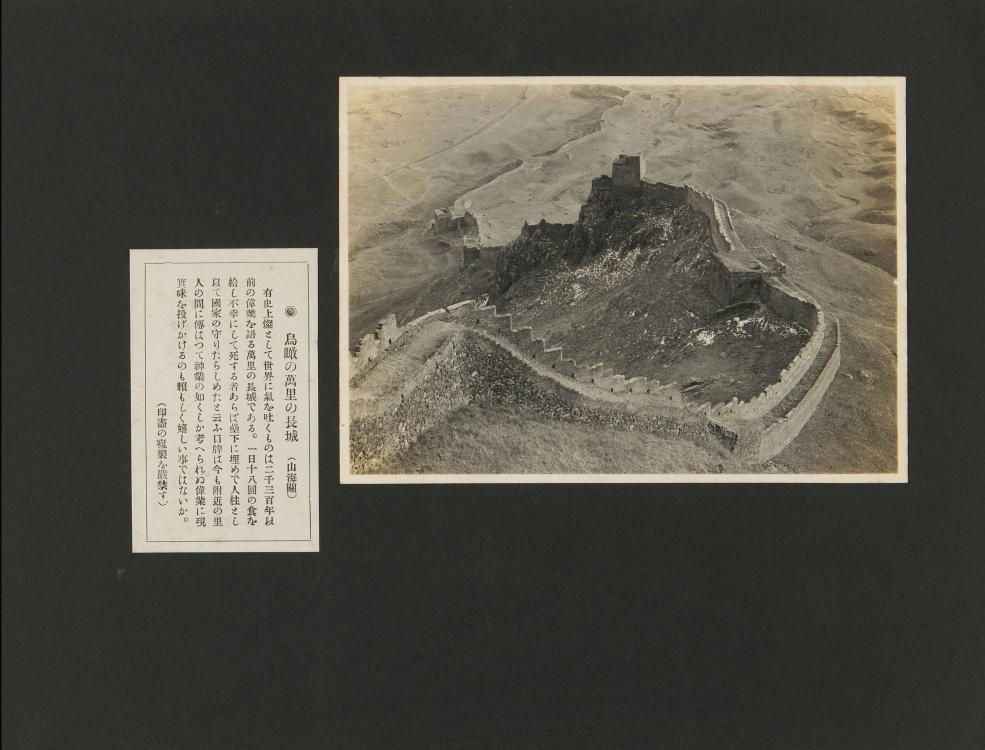 ◉ 鳥瞰の萬里の長城 (山海關)
有史上燦として世界に氣を吐くものは二千三百年以
前の偉業を語る萬里の長城である。一日十八回の食を
給し不幸にして死する者あらば壘下に埋めて人柱とし
以て國家の守りたらしめたと云ふ口牌は今も附近の里
人の間に傳はつて神業の如くしか考へられぬ偉業に現
實味を投げかけるのも賴もしく嬉しい事ではないか。
(印畵の複製を嚴禁す)